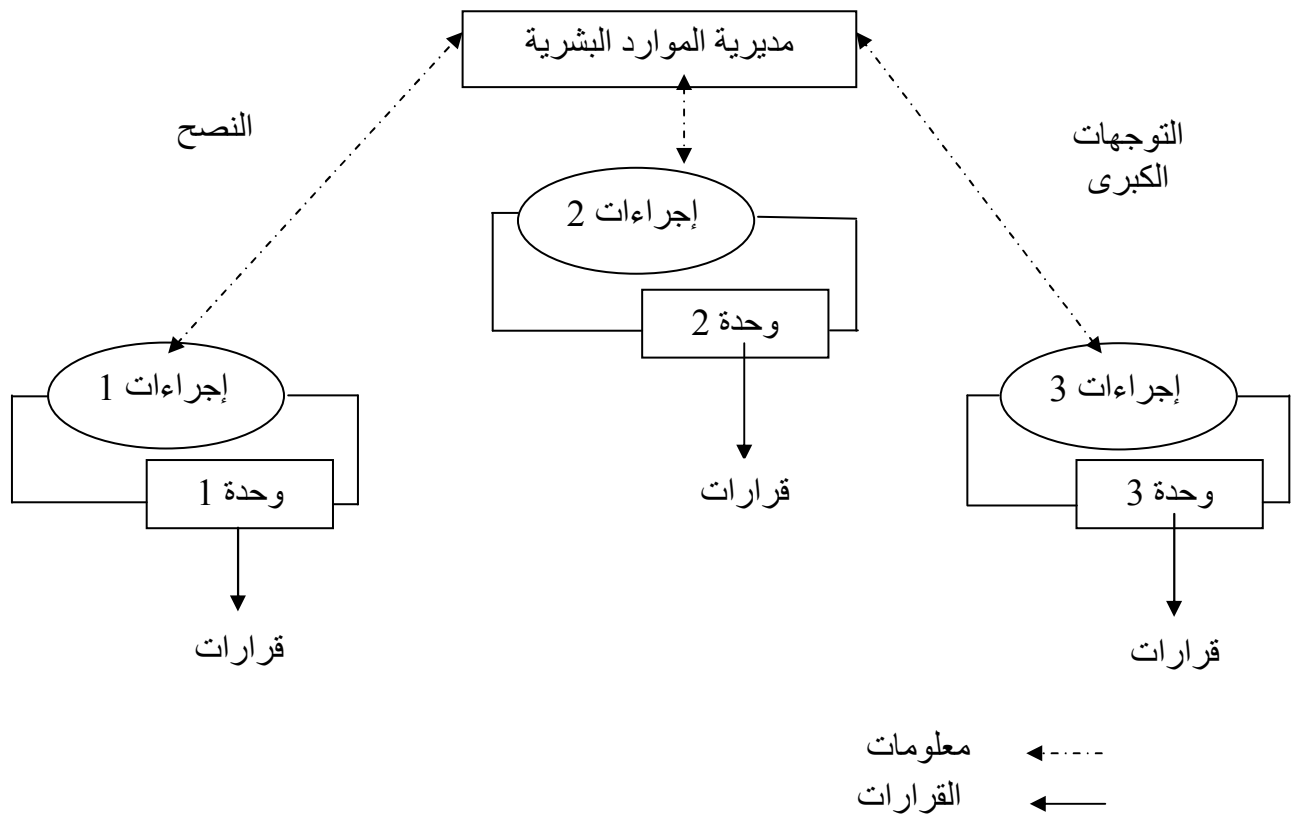 مديرية الموارد البشرية
النصح
التوجهات
الكبرى
إجراءات 2
وحدة 2
إجراءات 1
إجراءات 3
وحدة 1
قرارات
وحدة 3
قرارات
قرارات
معلومات
القرارات